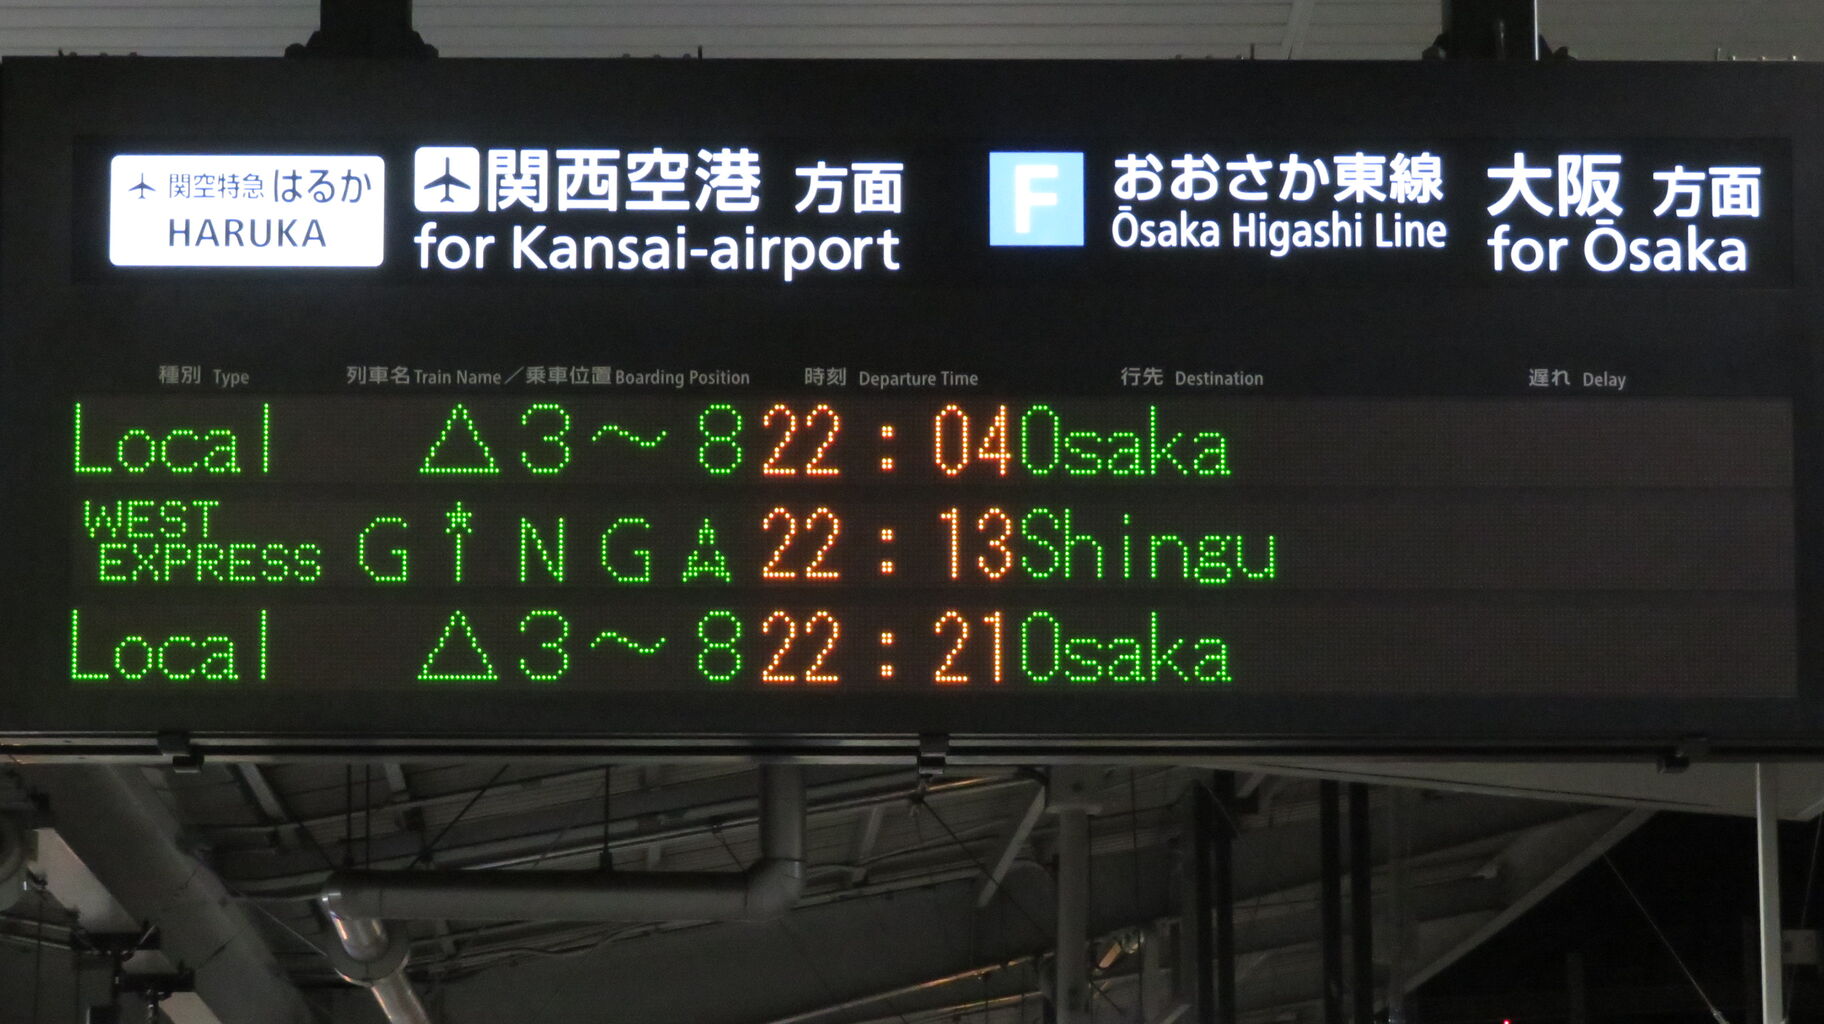 関空特急 はるか
HARUKA
関西空港 方面
for Kansai-airport
F
おおさか東線
Ōsaka Higashi Line
大阪 方面
for Ōsaka
種別 Type 列車名 Train Name／乗車位置 Boarding Position 時刻 Departure Time 行先 Destination 遅れ Delay
Local △3～8 22:04 Osaka
WEST EXPRESS GINGA 22:13 Shingu
Local △3～8 22:21 Osaka